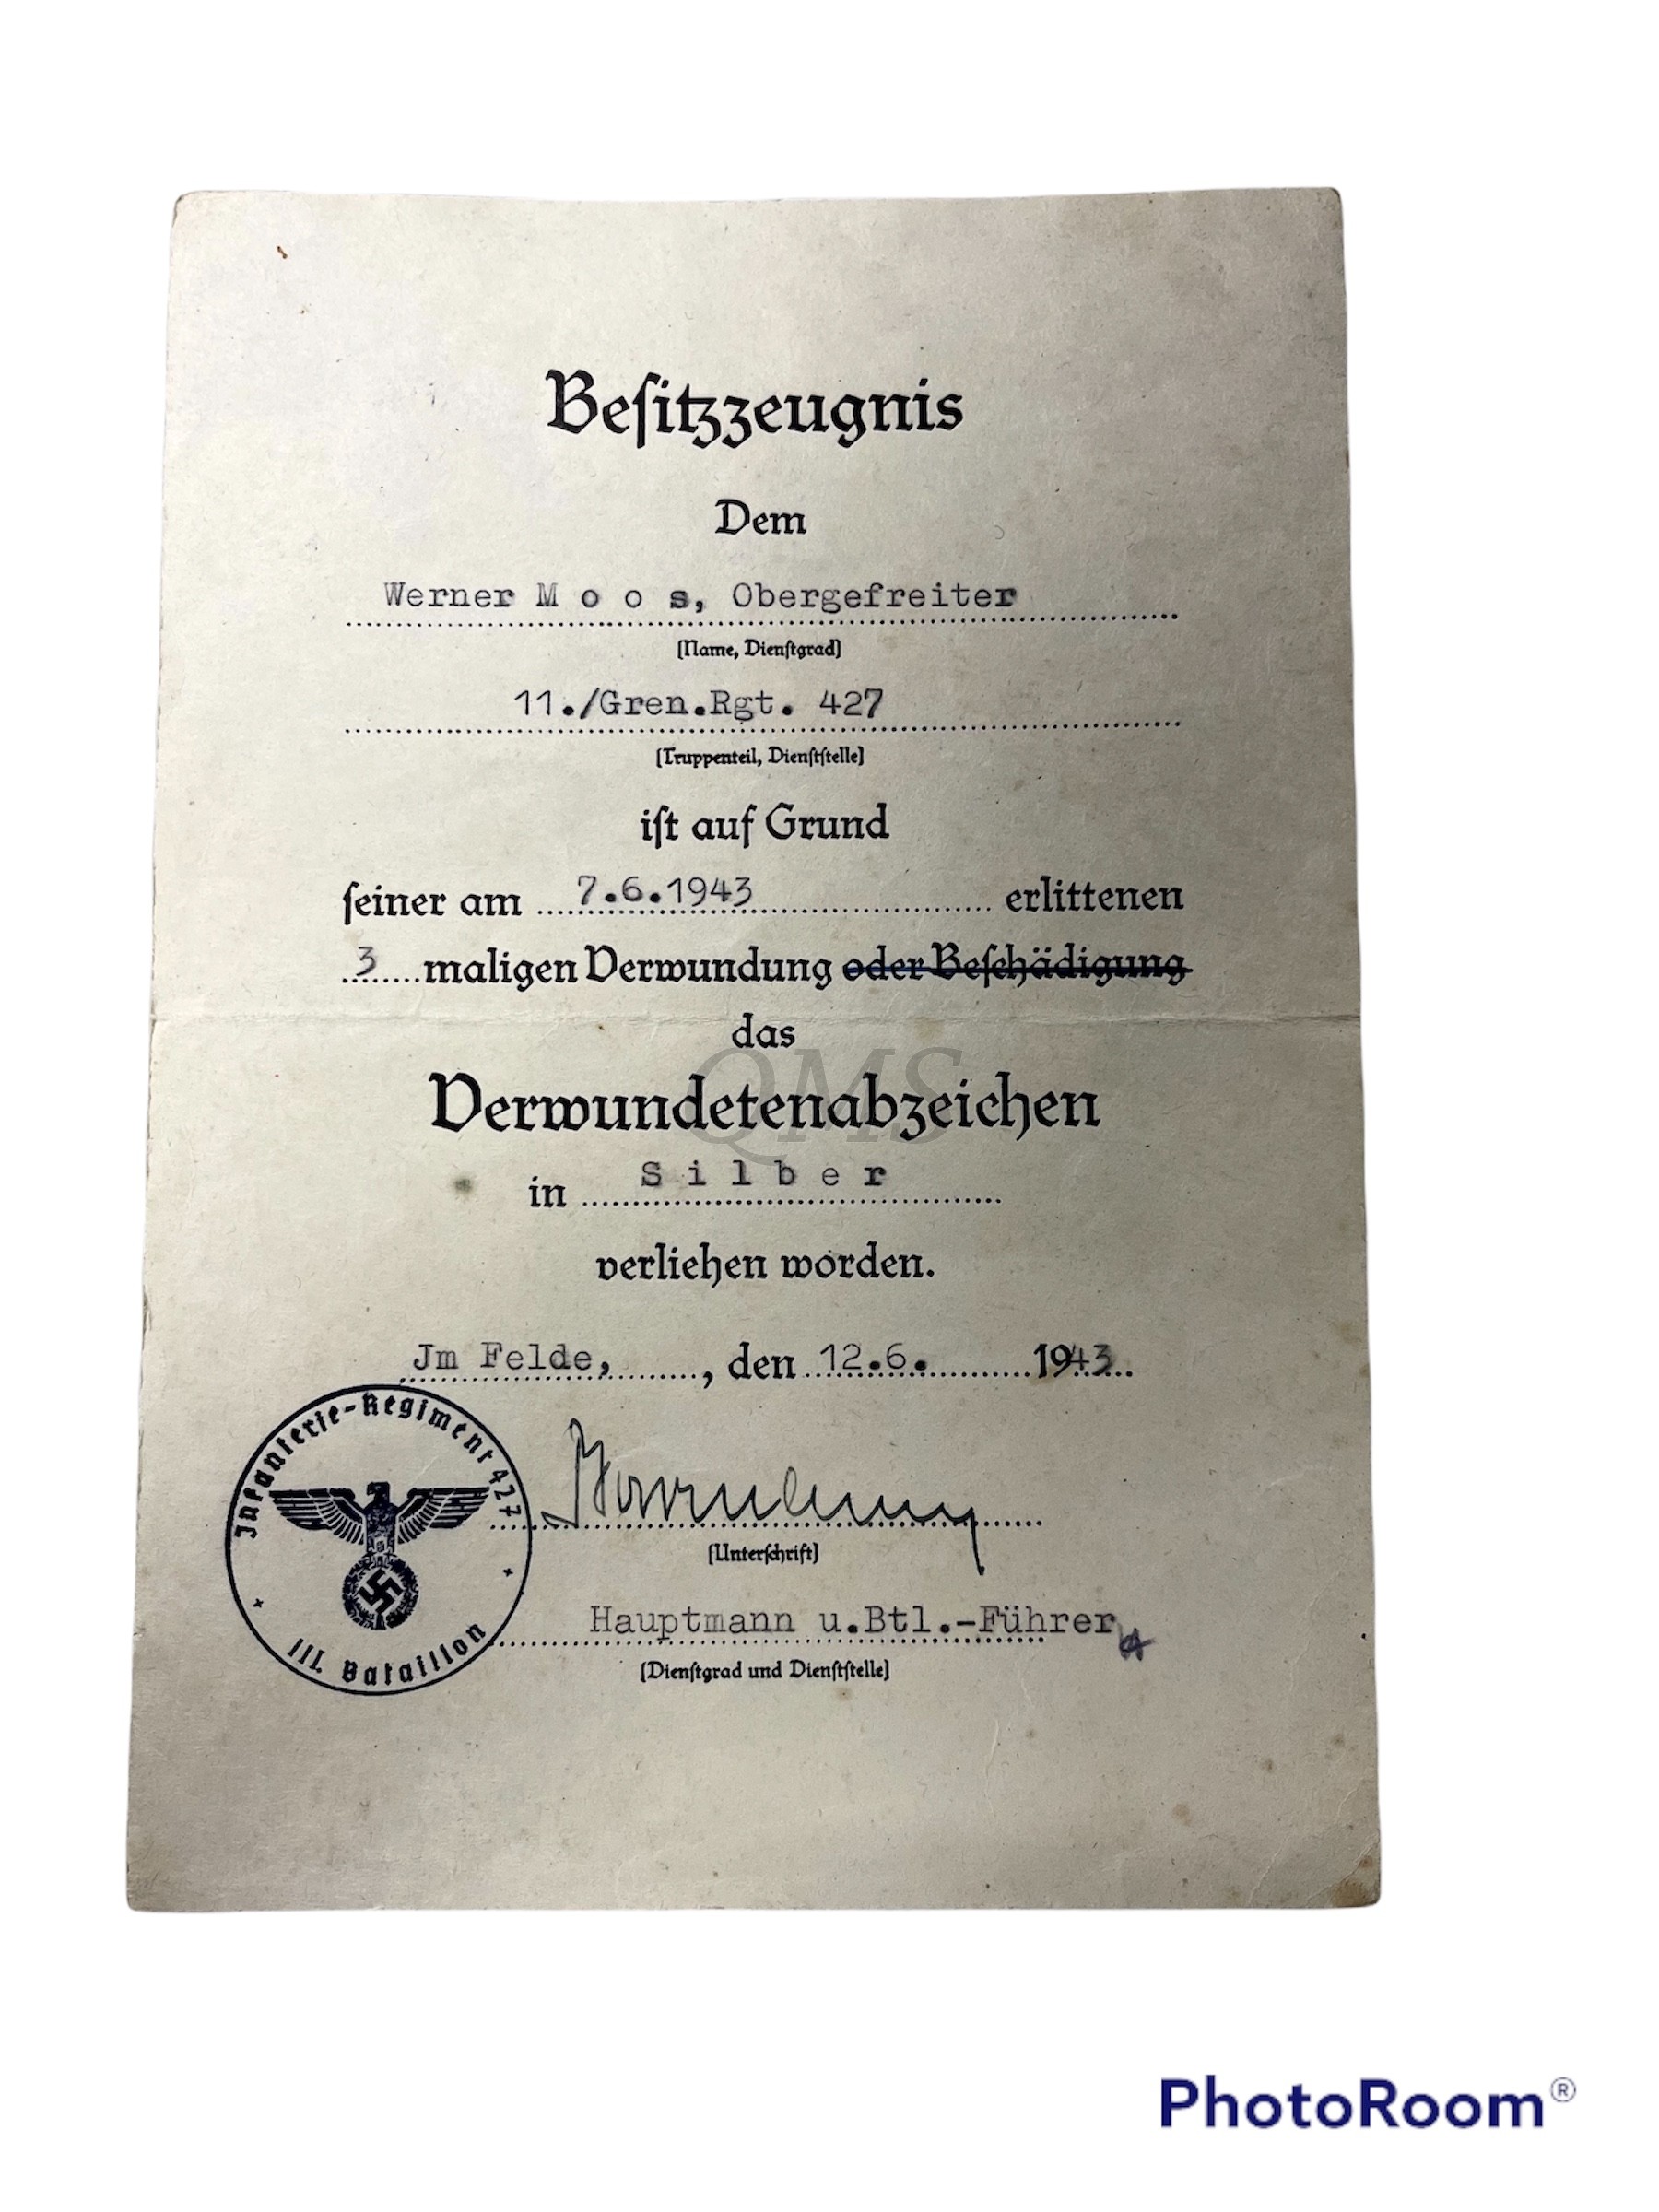 Besitzzeugnis
Dem
Werner M o o s, Obergefreiter
(Name, Dienstgrad)
11./Gren.Rgt. 427
(Truppenteil, Dienststelle)
ist auf Grund
seiner am 7.6.1943 erlittenen
3 maligen Verwundung oder Beschädigung
das
Verwundetenabzeichen
QMS
in S i l b e r
verliehen worden.
Jm Felde, , den 12.6. 1943
Infanterie-Regiment 427
III. Bataillon
(Unterschrift)
Hauptmann u.Btl.-Führer
(Dienstgrad und Dienststelle)
PhotoRoom®